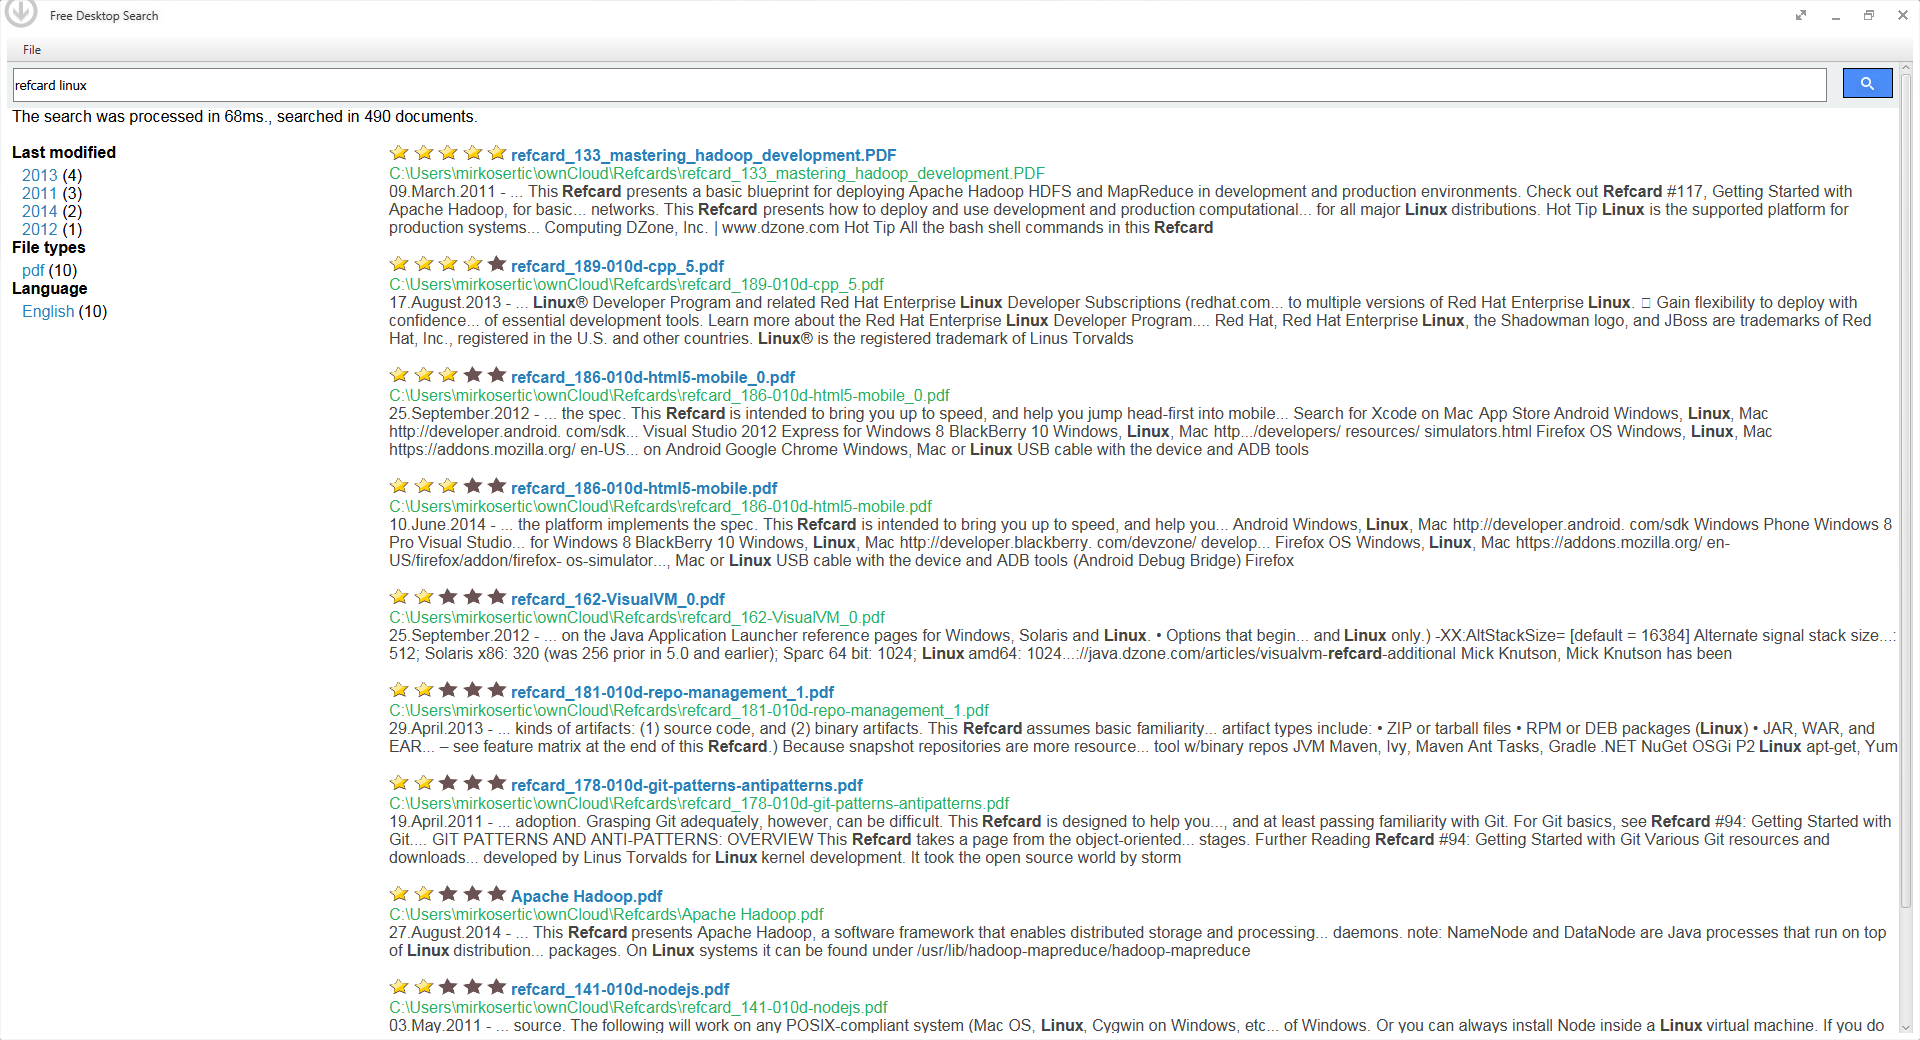 Free Desktop Search
File
refcard linux
The search was processed in 68ms., searched in 490 documents.
Last modified
2013 (4)
2011 (3)
2014 (2)
2012 (1)
File types
pdf (10)
Language
English (10)
refcard_133_mastering_hadoop_development.PDF
C:\Users\mirkosertic\ownCloud\Refcards\refcard_133_mastering_hadoop_development.PDF
09.March.2011 - ... This Refcard presents a basic blueprint for deploying Apache Hadoop HDFS and MapReduce in development and production environments. Check out Refcard #117, Getting Started with
Apache Hadoop, for basic... networks. This Refcard presents how to deploy and use development and production computational... for all major Linux distributions. Hot Tip Linux is the supported platform for
production systems... Computing DZone, Inc. | www.dzone.com Hot Tip All the bash shell commands in this Refcard
refcard_189-010d-cpp_5.pdf
C:\Users\mirkosertic\ownCloud\Refcards\refcard_189-010d-cpp_5.pdf
17.August.2013 - ... Linux® Developer Program and related Red Hat Enterprise Linux Developer Subscriptions (redhat.com... to multiple versions of Red Hat Enterprise Linux. Gain flexibility to deploy with
confidence... of essential development tools. Learn more about the Red Hat Enterprise Linux Developer Program.... Red Hat, Red Hat Enterprise Linux, the Shadowman logo, and JBoss are trademarks of Red
Hat, Inc., registered in the U.S. and other countries. Linux® is the registered trademark of Linus Torvalds
refcard_186-010d-html5-mobile_0.pdf
C:\Users\mirkosertic\ownCloud\Refcards\refcard_186-010d-html5-mobile_0.pdf
25.September.2012 - ... the spec. This Refcard is intended to bring you up to speed, and help you jump head-first into mobile... Search for Xcode on Mac App Store Android Windows, Linux, Mac
http://developer.android. com/sdk... Visual Studio 2012 Express for Windows 8 BlackBerry 10 Windows, Linux, Mac http.../developers/ resources/ simulators.html Firefox OS Windows, Linux, Mac
https://addons.mozilla.org/ en-US... on Android Google Chrome Windows, Mac or Linux USB cable with the device and ADB tools
refcard_186-010d-html5-mobile.pdf
C:\Users\mirkosertic\ownCloud\Refcards\refcard_186-010d-html5-mobile.pdf
10.June.2014 - ... the platform implements the spec. This Refcard is intended to bring you up to speed, and help you... Android Windows, Linux, Mac http://developer.android. com/sdk Windows Phone Windows 8
Pro Visual Studio... for Windows 8 BlackBerry 10 Windows, Linux, Mac http://developer.blackberry. com/devzone/ develop... Firefox OS Windows, Linux, Mac https://addons.mozilla.org/ en-
US/firefox/addon/firefox- os-simulator..., Mac or Linux USB cable with the device and ADB tools (Android Debug Bridge) Firefox
refcard_162-VisualVM_0.pdf
C:\Users\mirkosertic\ownCloud\Refcards\refcard_162-VisualVM_0.pdf
25.September.2012 - ... on the Java Application Launcher reference pages for Windows, Solaris and Linux. • Options that begin... and Linux only.) -XX:AltStackSize= [default = 16384] Alternate signal stack size...:
512; Solaris x86: 320 (was 256 prior in 5.0 and earlier); Sparc 64 bit: 1024; Linux amd64: 1024...://java.dzone.com/articles/visualvm-refcard-additional Mick Knutson, Mick Knutson has been
refcard_181-010d-repo-management_1.pdf
C:\Users\mirkosertic\ownCloud\Refcards\refcard_181-010d-repo-management_1.pdf
29.April.2013 - ... kinds of artifacts: (1) source code, and (2) binary artifacts. This Refcard assumes basic familiarity... artifact types include: • ZIP or tarball files • RPM or DEB packages (Linux) • JAR, WAR, and
EAR... – see feature matrix at the end of this Refcard.) Because snapshot repositories are more resource... tool w/binary repos JVM Maven, Ivy, Maven Ant Tasks, Gradle .NET NuGet OSGi P2 Linux apt-get, Yum
refcard_178-010d-git-patterns-antipatterns.pdf
C:\Users\mirkosertic\ownCloud\Refcards\refcard_178-010d-git-patterns-antipatterns.pdf
19.April.2011 - ... adoption. Grasping Git adequately, however, can be difficult. This Refcard is designed to help you..., and at least passing familiarity with Git. For Git basics, see Refcard #94: Getting Started with
Git.... GIT PATTERNS AND ANTI-PATTERNS: OVERVIEW This Refcard takes a page from the object-oriented... stages. Further Reading Refcard #94: Getting Started with Git Various Git resources and
downloads... developed by Linus Torvalds for Linux kernel development. It took the open source world by storm
Apache Hadoop.pdf
C:\Users\mirkosertic\ownCloud\Refcards\Apache Hadoop.pdf
27.August.2014 - ... This Refcard presents Apache Hadoop, a software framework that enables distributed storage and processing... daemons. note: NameNode and DataNode are Java processes that run on top
of Linux distribution... packages. On Linux systems it can be found under /usr/lib/hadoop-mapreduce/hadoop-mapreduce
refcard_141-010d-nodejs.pdf
C:\Users\mirkosertic\ownCloud\Refcards\refcard_141-010d-nodejs.pdf
03.May.2011 - ... source. The following will work on any POSIX-compliant system (Mac OS, Linux, Cygwin on Windows, etc... of Windows. Or you can always install Node inside a Linux virtual machine. If you do